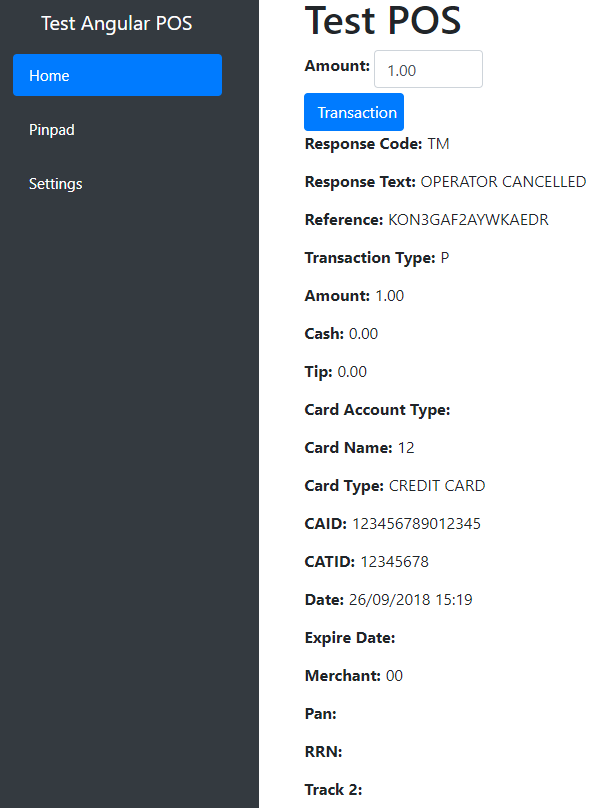 Test Angular POS
Home
Pinpad
Settings
Test POS
Amount: 1.00
Transaction
Response Code: TM
Response Text: OPERATOR CANCELLED
Reference: KON3GAF2AYWKAEDR
Transaction Type: P
Amount: 1.00
Cash: 0.00
Tip: 0.00
Card Account Type:
Card Name: 12
Card Type: CREDIT CARD
CAID: 123456789012345
CATID: 12345678
Date: 26/09/2018 15:19
Expire Date:
Merchant: 00
Pan:
RRN:
Track 2: